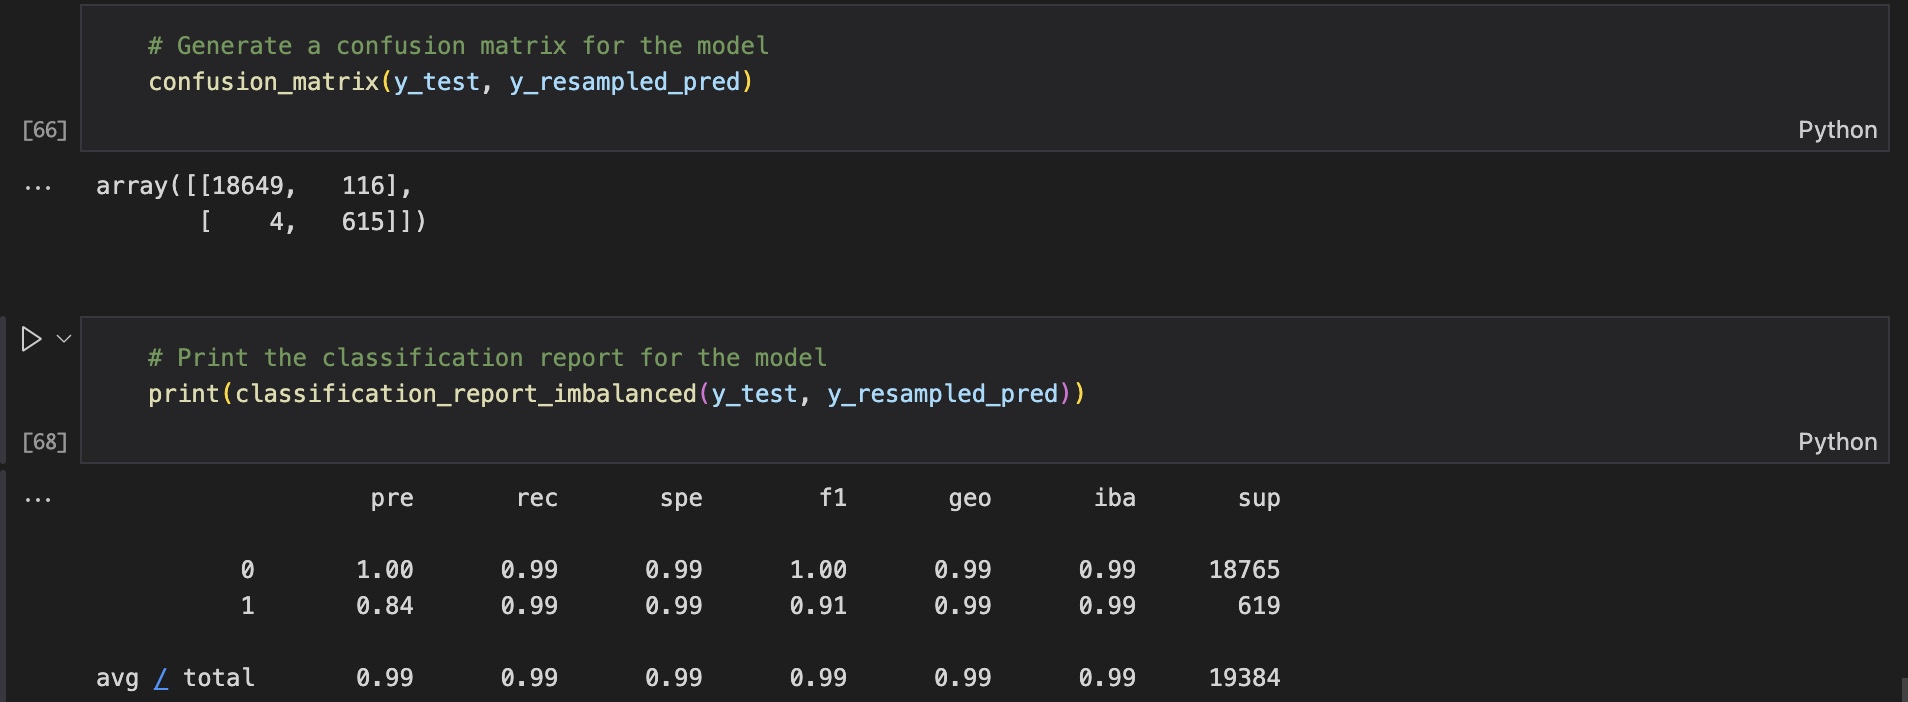 # Generate a confusion matrix for the model
confusion_matrix(y_test, y_resampled_pred)
[66]
Python
... array([[18649,   116],
       [    4,   615]])
# Print the classification report for the model
print(classification_report_imbalanced(y_test, y_resampled_pred))
[68]
Python
... pre rec spe f1 geo iba sup
0 1.00 0.99 0.99 1.00 0.99 0.99 18765
1 0.84 0.99 0.99 0.91 0.99 0.99 619
avg / total 0.99 0.99 0.99 0.99 0.99 0.99 19384